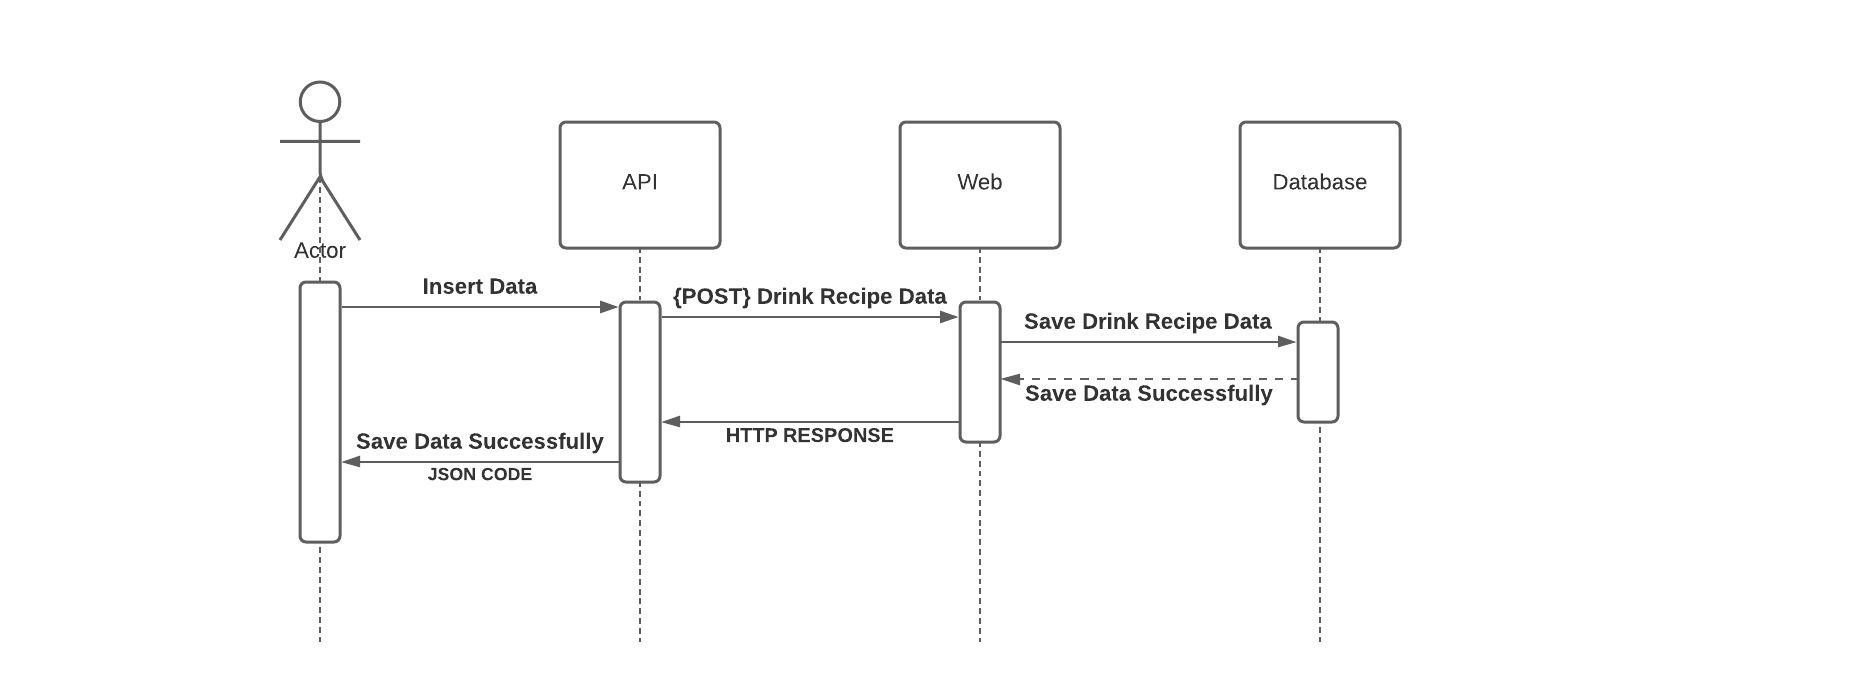 API
Web
Database
Actor
Insert Data
{POST} Drink Recipe Data
Save Drink Recipe Data
Save Data Successfully
HTTP RESPONSE
Save Data Successfully
JSON CODE